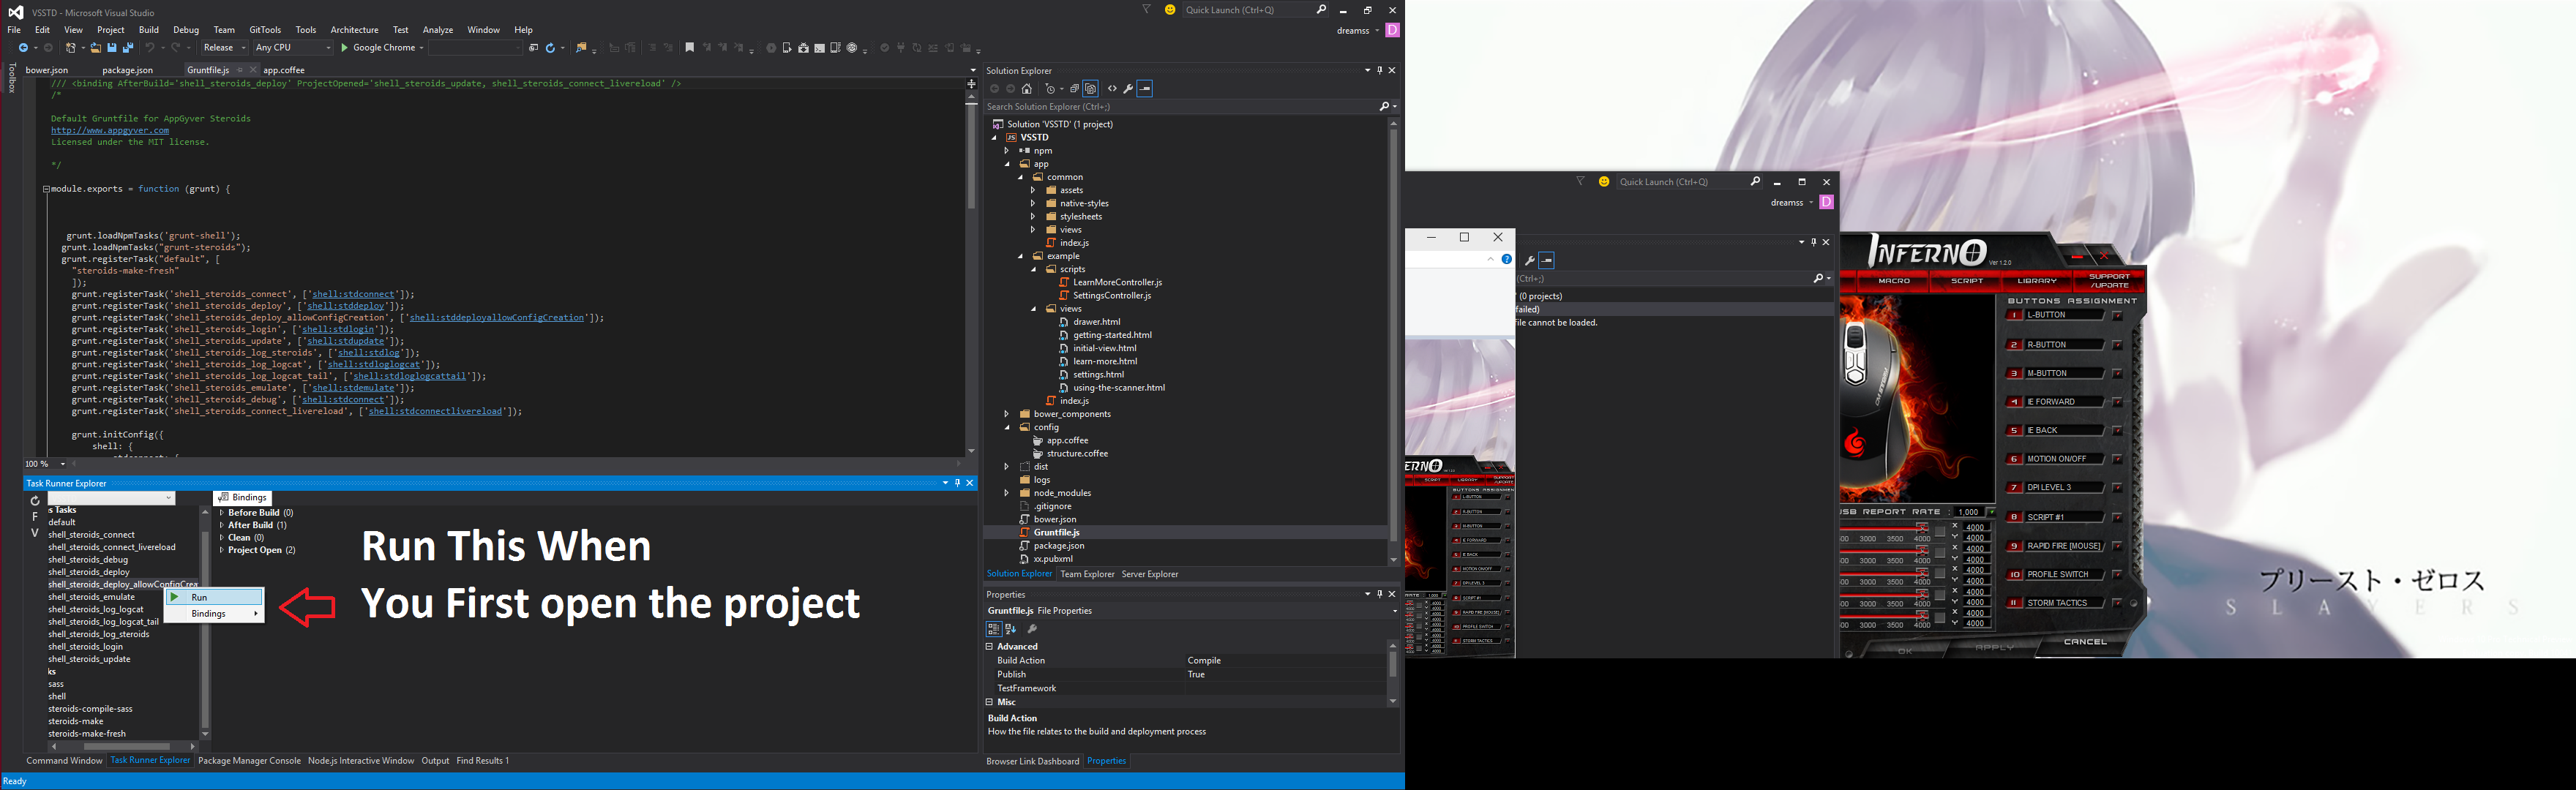 VSSTD - Microsoft Visual Studio
Quick Launch (Ctrl+Q)
File Edit View Project Build Debug Team GitTools Tools Architecture Test Analyze Window Help
dreamss D
Release Any CPU Google Chrome
Toolbox
bower.json package.json Gruntfile.js app.coffee
/// <binding AfterBuild='shell_steroids_deploy' ProjectOpened='shell_steroids_update, shell_steroids_connect_livereload' />
/*
Default Gruntfile for AppGyver Steroids
http://www.appgyver.com
Licensed under the MIT license.
*/
module.exports = function (grunt) {
grunt.loadNpmTasks('grunt-shell');
grunt.loadNpmTasks("grunt-steroids");
grunt.registerTask("default", [
"steroids-make-fresh"
]);
grunt.registerTask('shell_steroids_connect', ['shell:stdconnect']);
grunt.registerTask('shell_steroids_deploy', ['shell:stddeploy']);
grunt.registerTask('shell_steroids_deploy_allowConfigCreation', ['shell:stddeployallowConfigCreation']);
grunt.registerTask('shell_steroids_login', ['shell:stdlogin']);
grunt.registerTask('shell_steroids_update', ['shell:stdupdate']);
grunt.registerTask('shell_steroids_log_steroids', ['shell:stdlog']);
grunt.registerTask('shell_steroids_log_logcat', ['shell:stdloglogcat']);
grunt.registerTask('shell_steroids_log_logcat_tail', ['shell:stdloglogcattail']);
grunt.registerTask('shell_steroids_emulate', ['shell:stdemulate']);
grunt.registerTask('shell_steroids_debug', ['shell:stdconnect']);
grunt.registerTask('shell_steroids_connect_livereload', ['shell:stdconnectlivereload']);
grunt.initConfig({
shell: {
100 %
Task Runner Explorer
s Tasks
default
shell_steroids_connect
shell_steroids_connect_livereload
shell_steroids_debug
shell_steroids_deploy
shell_steroids_deploy_allowConfigCrea
shell_steroids_emulate
shell_steroids_log_logcat
shell_steroids_log_logcat_tail
shell_steroids_log_steroids
shell_steroids_login
shell_steroids_update
ks
sass
shell
steroids-compile-sass
steroids-make
steroids-make-fresh
F
V
Run
Bindings
Bindings
Before Build (0)
After Build (1)
Clean (0)
Project Open (2)
Run This When
You First open the project
Command Window Task Runner Explorer Package Manager Console Node.js Interactive Window Output Find Results 1
Ready
Solution Explorer
Search Solution Explorer (Ctrl+;)
Solution 'VSSTD' (1 project)
JS VSSTD
npm
app
common
assets
native-styles
stylesheets
views
index.js
example
scripts
LearnMoreController.js
SettingsController.js
views
drawer.html
getting-started.html
initial-view.html
learn-more.html
settings.html
using-the-scanner.html
index.js
bower_components
config
app.coffee
structure.coffee
dist
logs
node_modules
.gitignore
bower.json
Gruntfile.js
package.json
xx.pubxml
Solution Explorer Team Explorer Server Explorer
Properties
Gruntfile.js File Properties
Advanced
Build Action Compile
Publish True
TestFramework
Misc
Build Action
How the file relates to the build and deployment process
Browser Link Dashboard Properties
Quick Launch (Ctrl+Q)
dreamss D
(Ctrl+;)
' (0 projects)
failed)
file cannot be loaded.
INFERNO
Ver 1.2.0
MACRO SCRIPT LIBRARY SUPPORT /UPDATE
BUTTONS ASSIGNMENT
1 L-BUTTON
2 R-BUTTON
3 M-BUTTON
4 IE FORWARD
5 IE BACK
6 MOTION ON/OFF
7 DPI LEVEL 3
8 SCRIPT #1
9 RAPID FIRE [MOUSE]
10 PROFILE SWITCH
11 STORM TACTICS
USB REPORT RATE : 1,000
X 4000
Y 4000
3000 3500 4000
X 4000
Y 4000
3000 3500 4000
X 4000
Y 4000
3000 3500 4000
X 4000
Y 4000
3000 3500 4000
X 4000
Y 4000
3000 3500 4000
OK APPLY CANCEL
プリースト・ゼロス
SLAYERS